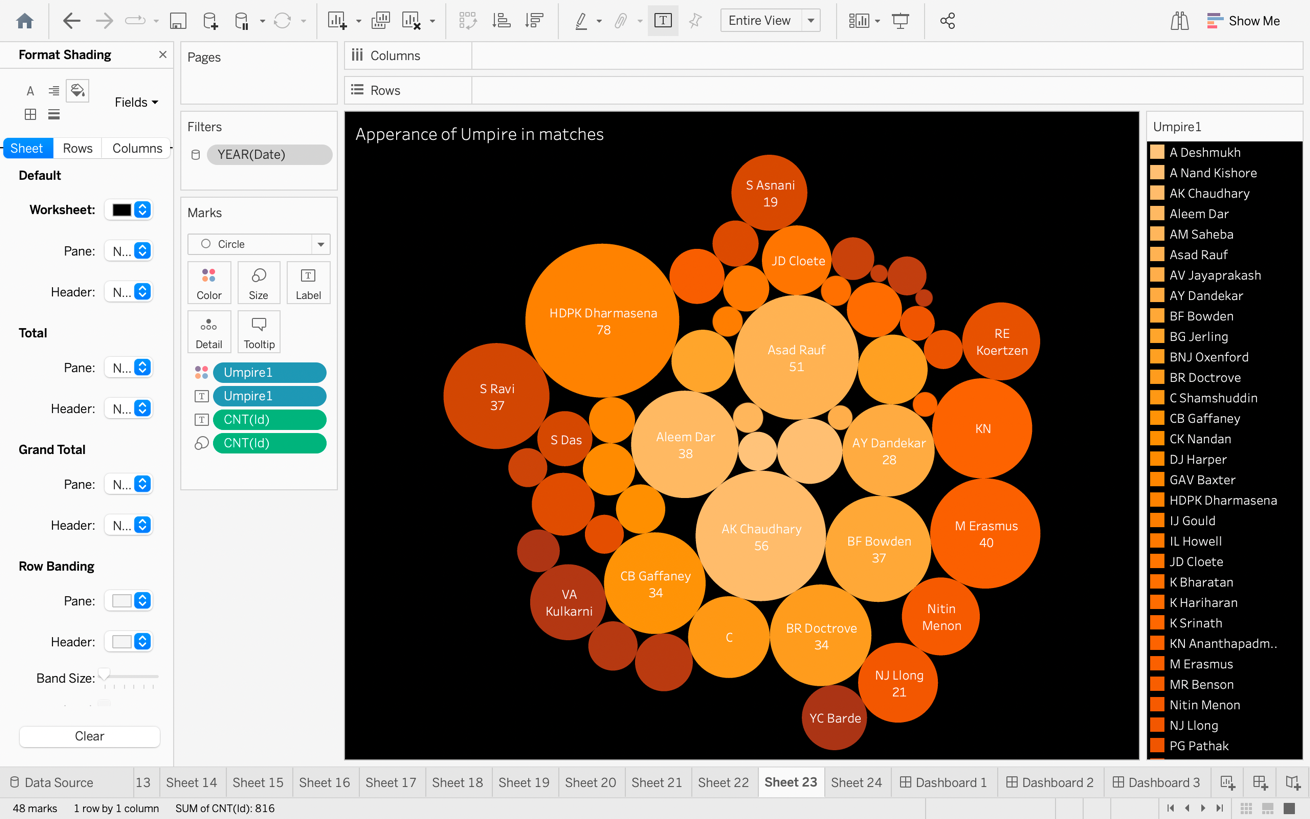 Entire View
Show Me
Format Shading
Fields
Sheet
Rows
Columns
Default
Worksheet:
Pane:
N...
Header:
N...
Total
Pane:
N...
Header:
N...
Grand Total
Pane:
N...
Header:
N...
Row Banding
Pane:
Header:
Band Size:
Clear
Pages
Filters
YEAR(Date)
Marks
Circle
Color
Size
Label
Detail
Tooltip
Umpire1
Umpire1
CNT(Id)
CNT(Id)
Columns
Rows
Apperance of Umpire in matches
S Asnani
19
JD Cloete
HDPK Dharmasena
78
RE
Koertzen
Asad Rauf
51
S Ravi
37
KN
S Das
Aleem Dar
38
AY Dandekar
28
AK Chaudhary
56
M Erasmus
40
BF Bowden
37
CB Gaffaney
34
VA
Kulkarni
Nitin
Menon
BR Doctrove
34
C
NJ Llong
21
YC Barde
Umpire1
A Deshmukh
A Nand Kishore
AK Chaudhary
Aleem Dar
AM Saheba
Asad Rauf
AV Jayaprakash
AY Dandekar
BF Bowden
BG Jerling
BNJ Oxenford
BR Doctrove
C Shamshuddin
CB Gaffaney
CK Nandan
DJ Harper
GAV Baxter
HDPK Dharmasena
IJ Gould
IL Howell
JD Cloete
K Bharatan
K Hariharan
K Srinath
KN Ananthapadm..
M Erasmus
MR Benson
Nitin Menon
NJ Llong
PG Pathak
Data Source
13
Sheet 14
Sheet 15
Sheet 16
Sheet 17
Sheet 18
Sheet 19
Sheet 20
Sheet 21
Sheet 22
Sheet 23
Sheet 24
Dashboard 1
Dashboard 2
Dashboard 3
48 marks
1 row by 1 column
SUM of CNT(Id): 816